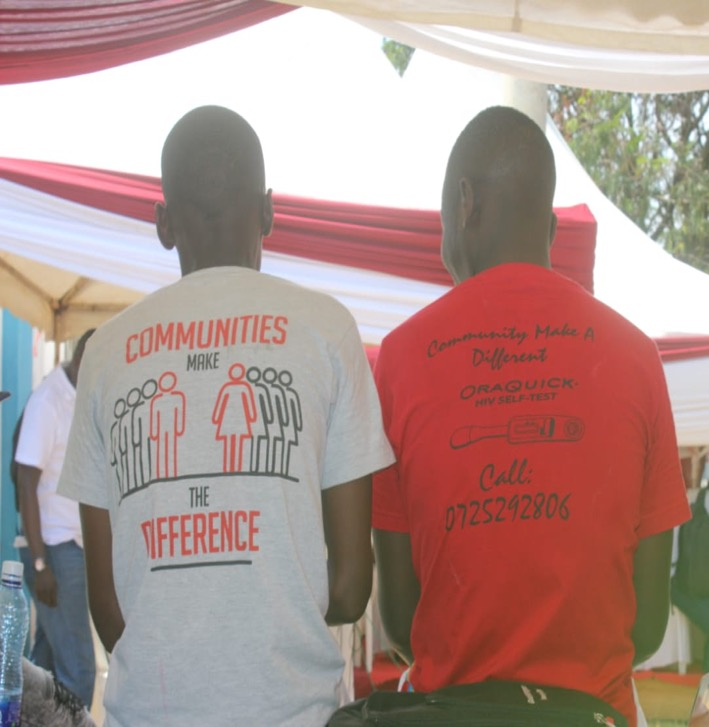 COMMUNITIES
MAKE
THE
DIFFERENCE
Community Make A
Different
ORAQUICK
HIV SELF-TEST
Call:
0725292806